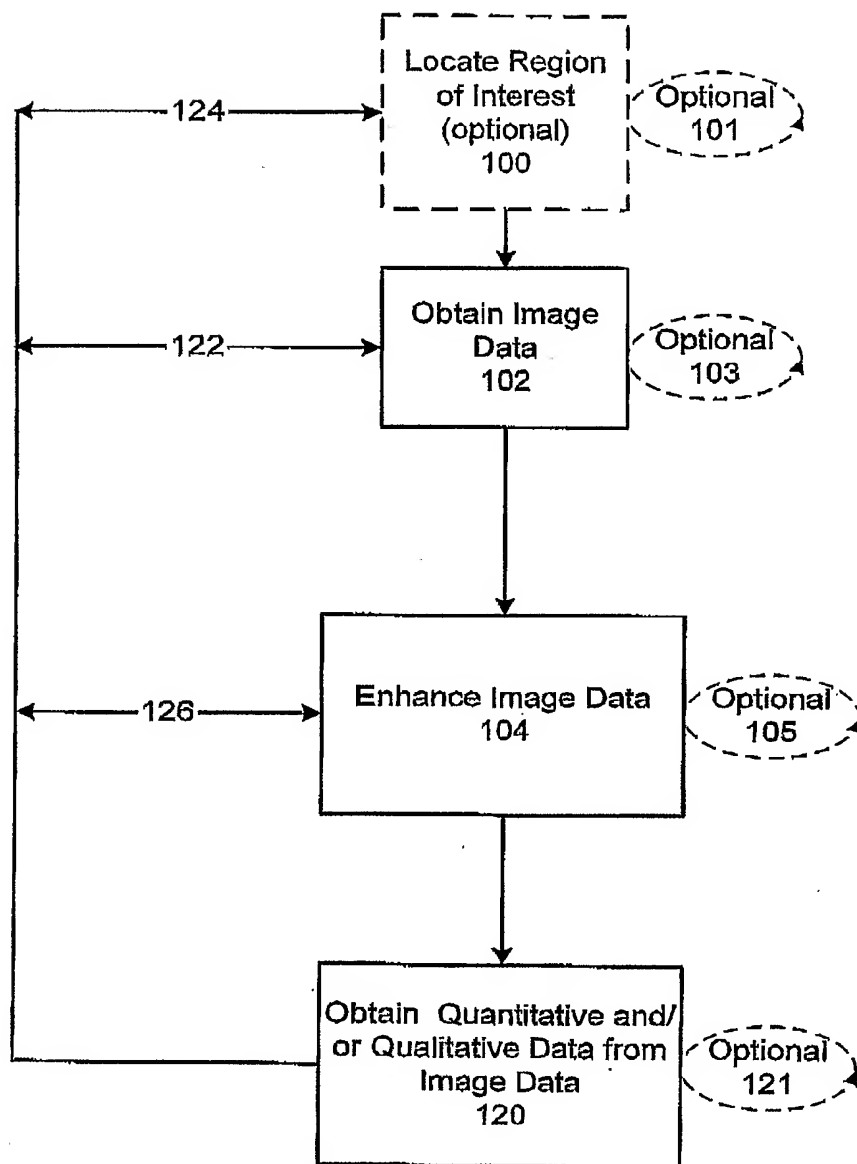 Locate Region
of Interest
(optional)
100
Optional
101
124
Obtain Image
Data
102
Optional
103
122
Enhance Image Data
104
Optional
105
126
Obtain Quantitative and/
or Qualitative Data from
Image Data
120
Optional
121